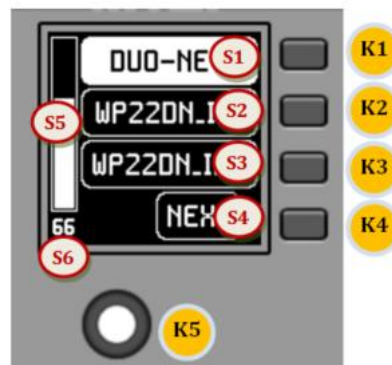 DUO-NE S1 K1
WP22DN_I S2 K2
S5
WP22DN_I S3 K3
NEX S4 K4
66
S6
K5